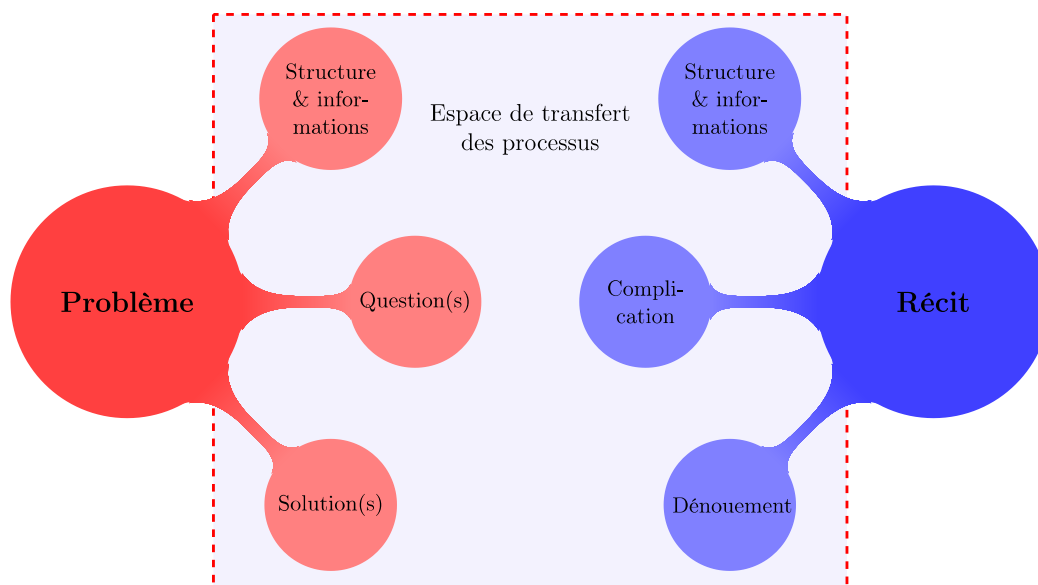 Structure
& infor-
mations
Espace de transfert
des processus
Structure
& infor-
mations
Problème
Question(s)
Compli-
cation
Récit
Solution(s)
Dénouement